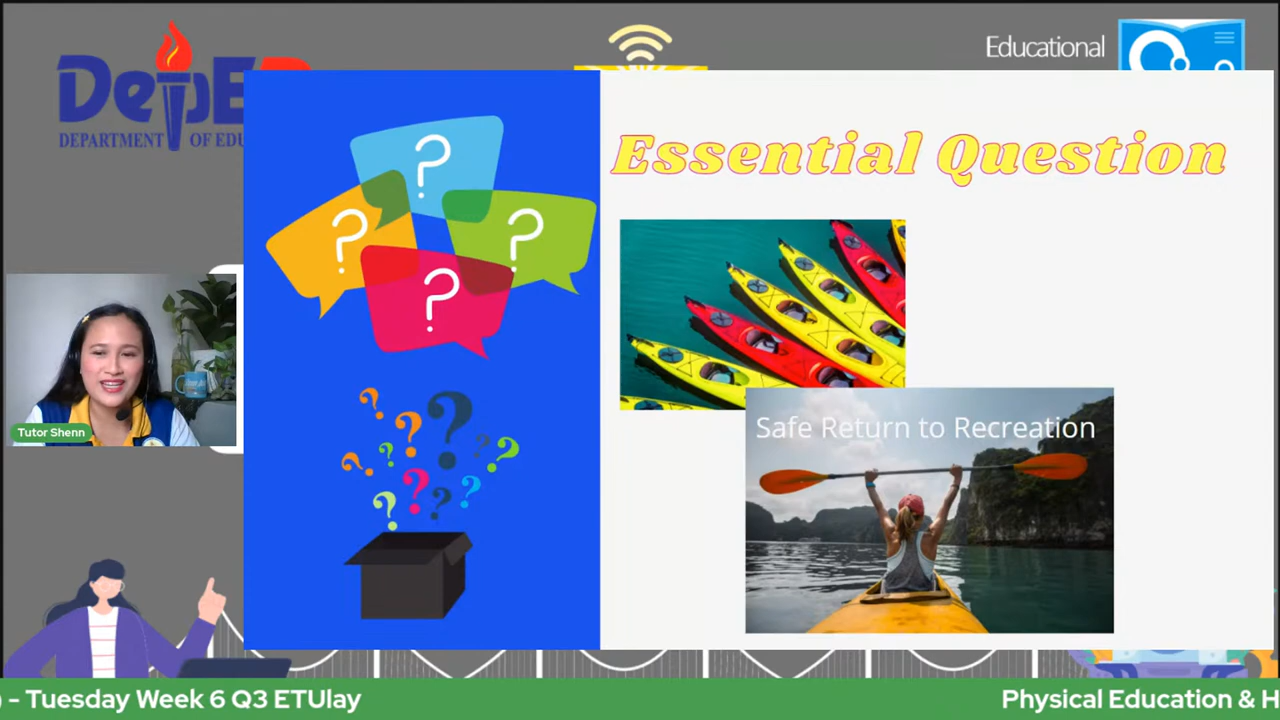 DepED
DEPARTMENT OF EDU
Educational
Essential Question
Safe Return to Recreation
Tutor Shenn
- Tuesday Week 6 Q3 ETUlay
Physical Education & H